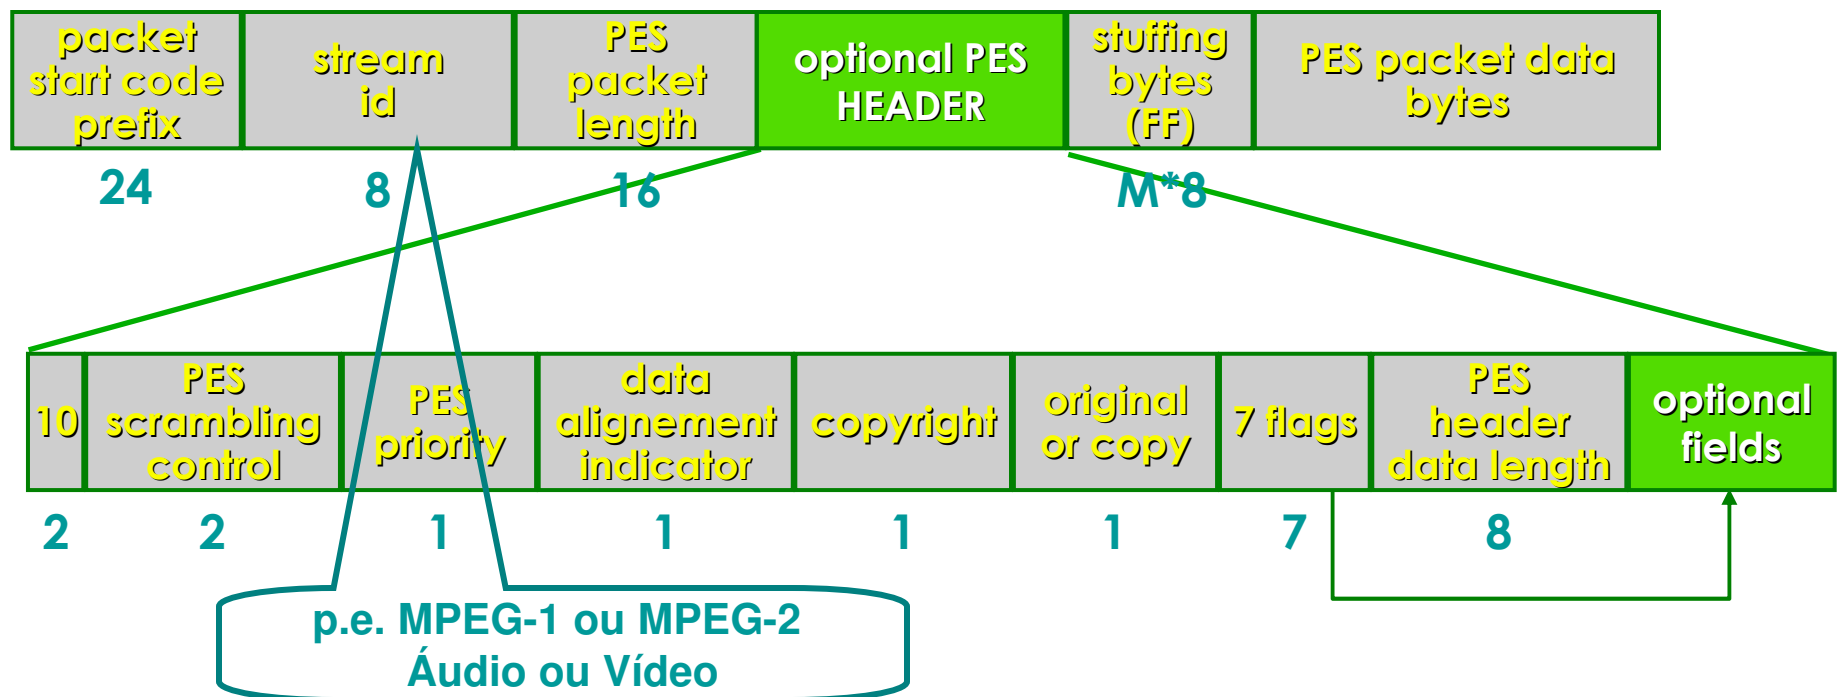 packet
start code
prefix
stream
id
PES
packet
length
optional PES
HEADER
stuffing
bytes
(FF)
PES packet data
bytes
24
8
16
M*8
10
PES
scrambling
control
PES
priority
data
alignement
indicator
copyright
original
or copy
7 flags
PES
header
data length
optional
fields
2
2
1
1
1
1
7
8
p.e. MPEG-1 ou MPEG-2
Áudio ou Vídeo